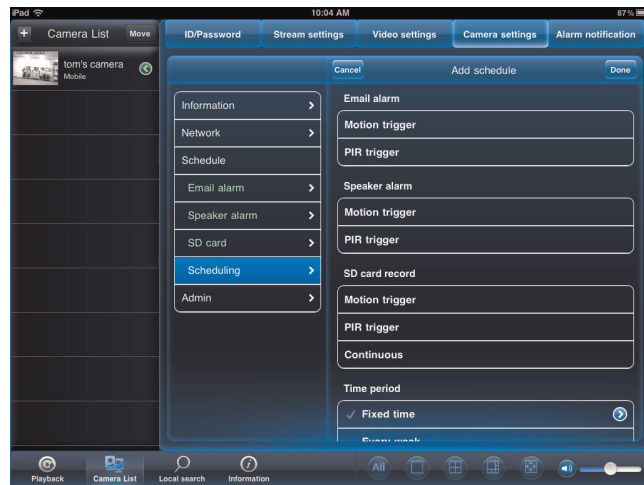 iPad 10:04 AM 87%
+ Camera List Move
ID/Password Stream settings Video settings Camera settings Alarm notification
tom's camera
Mobile
Cancel Add schedule Done
Information
Network
Schedule
Email alarm
Speaker alarm
SD card
Scheduling
Admin
Email alarm
Motion trigger
PIR trigger
Speaker alarm
Motion trigger
PIR trigger
SD card record
Motion trigger
PIR trigger
Continuous
Time period
Fixed time
Every week
Playback Camera List Local search Information
All